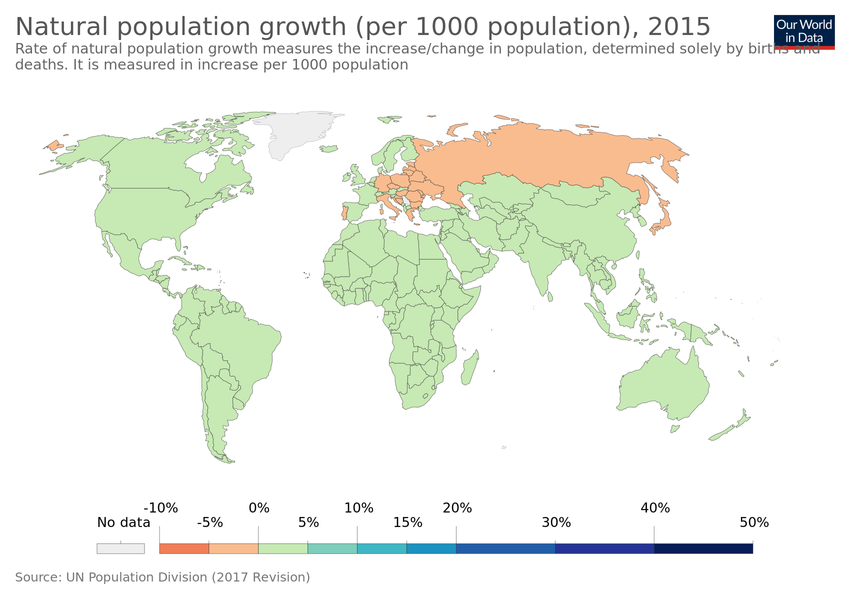 Natural population growth (per 1000 population), 2015
Our World
in Data
Rate of natural population growth measures the increase/change in population, determined solely by births and
deaths. It is measured in increase per 1000 population
-10% 0% 10% 20% 40%
No data -5% 5% 15% 30% 50%
Source: UN Population Division (2017 Revision)